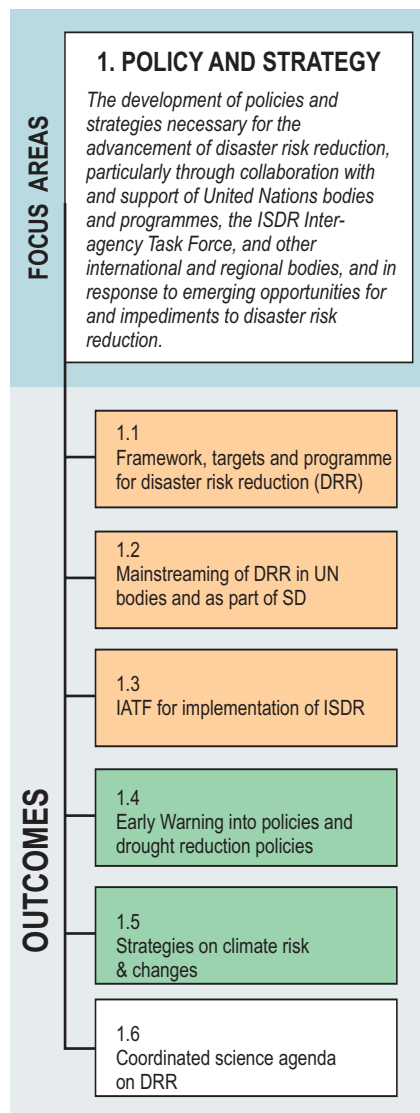 FOCUS AREAS
1. POLICY AND STRATEGY
The development of policies and
strategies necessary for the
advancement of disaster risk reduction,
particularly through collaboration with
and support of United Nations bodies
and programmes, the ISDR Inter-
agency Task Force, and other
international and regional bodies, and in
response to emerging opportunities for
and impediments to disaster risk
reduction.
OUTCOMES
1.1
Framework, targets and programme
for disaster risk reduction (DRR)
1.2
Mainstreaming of DRR in UN
bodies and as part of SD
1.3
IATF for implementation of ISDR
1.4
Early Warning into policies and
drought reduction policies
1.5
Strategies on climate risk
& changes
1.6
Coordinated science agenda
on DRR